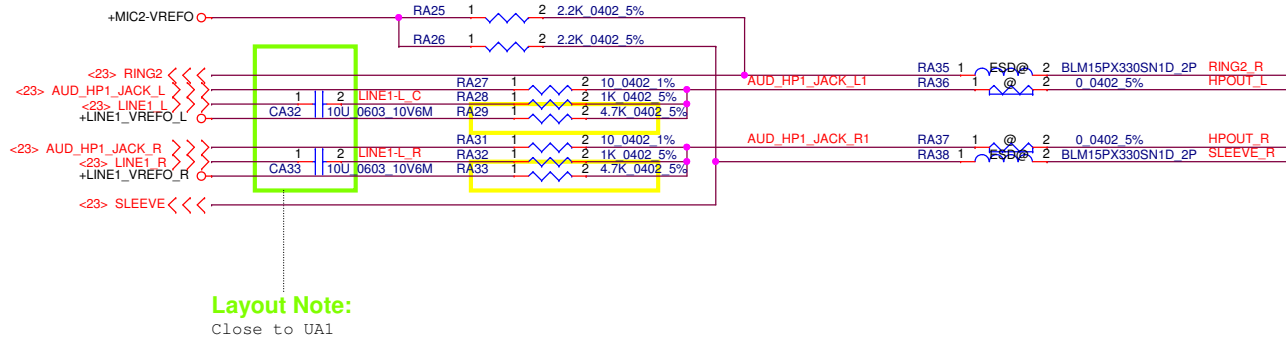 +MIC2-VREFO RA25 1 2 2.2K_0402_5%
RA26 1 2 2.2K_0402_5%
<23> RING2 RA35 1 ESD@ 2 BLM15PX330SN1D_2P RING2_R
<23> AUD_HP1_JACK_L RA27 1 2 10_0402_1% AUD_HP1_JACK_L1 RA36 1 @ 2 0_0402_5% HPOUT_L
<23> LINE1_L 1 2 LINE1-L_C RA28 1 2 1K_0402_5%
+LINE1_VREFO_L CA32 10U_0603_10V6M RA29 1 2 4.7K_0402_5%
<23> AUD_HP1_JACK_R RA31 1 2 10_0402_1% AUD_HP1_JACK_R1 RA37 1 @ 2 0_0402_5% HPOUT_R
<23> LINE1_R 1 2 LINE1-L_R RA32 1 2 1K_0402_5% RA38 1 ESD@ 2 BLM15PX330SN1D_2P SLEEVE_R
+LINE1_VREFO_R CA33 10U_0603_10V6M RA33 1 2 4.7K_0402_5%
<23> SLEEVE
Layout Note:
Close to UA1